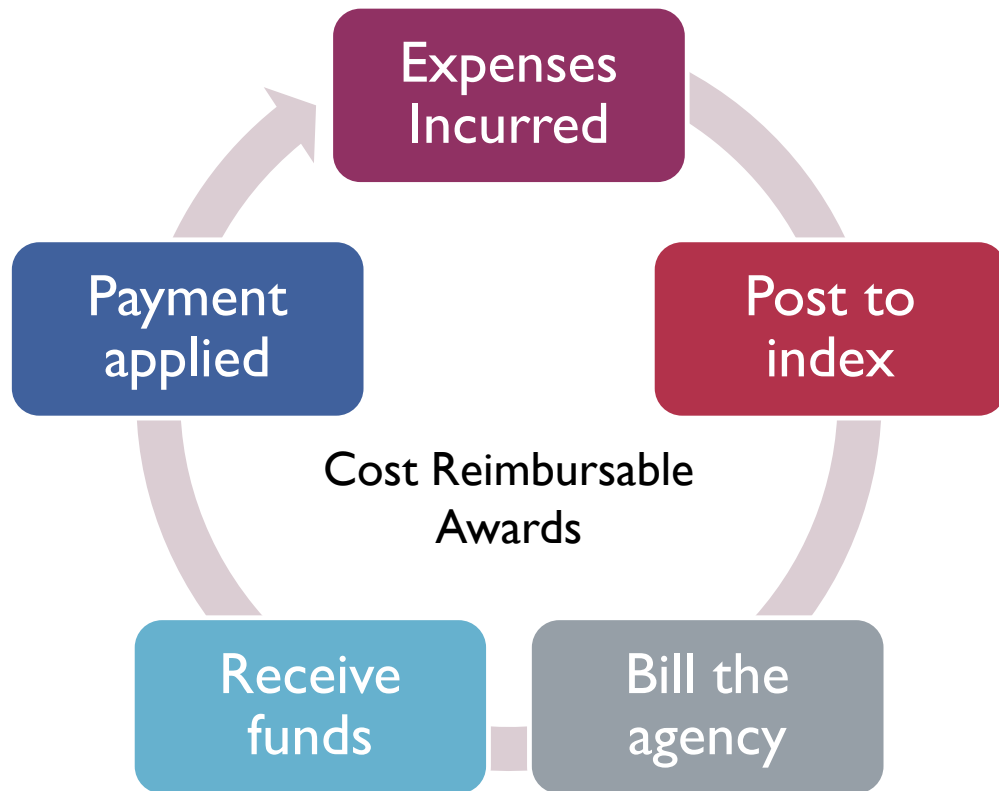 Expenses
Incurred
Post to
index
Bill the
agency
Receive
funds
Payment
applied
Cost Reimbursable
Awards